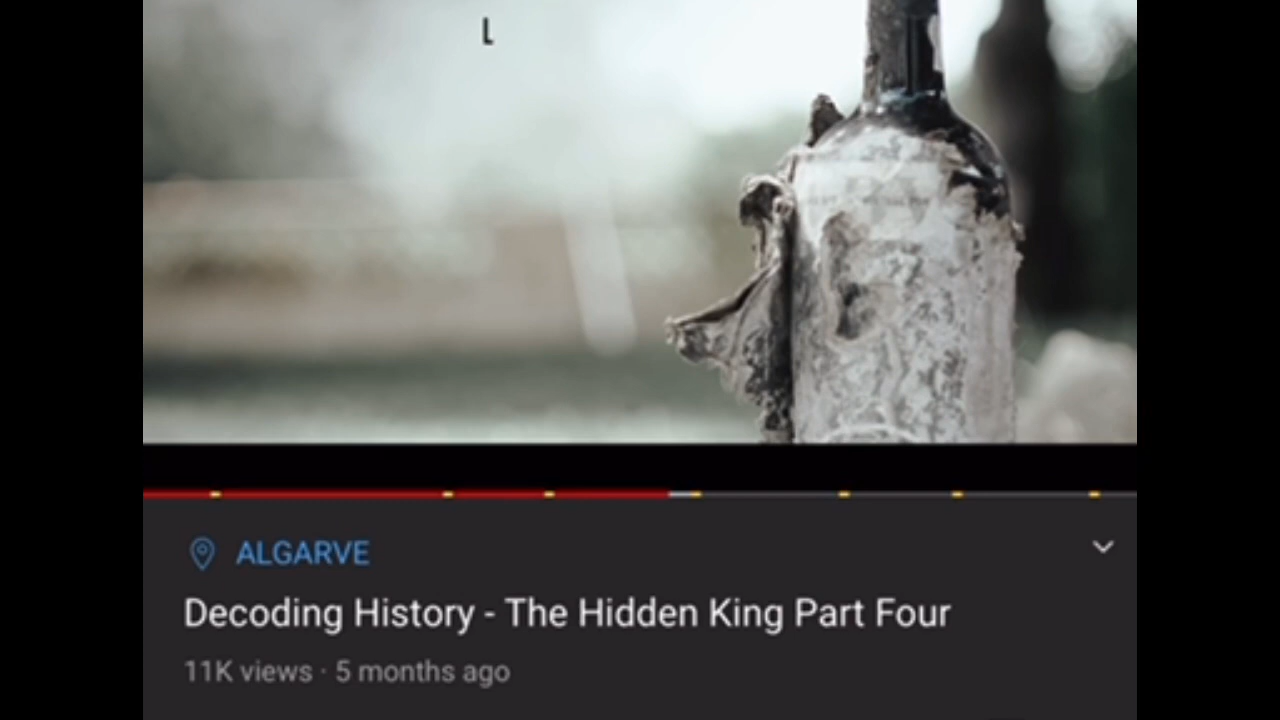 L
ALGARVE
Decoding History - The Hidden King Part Four
11K views · 5 months ago